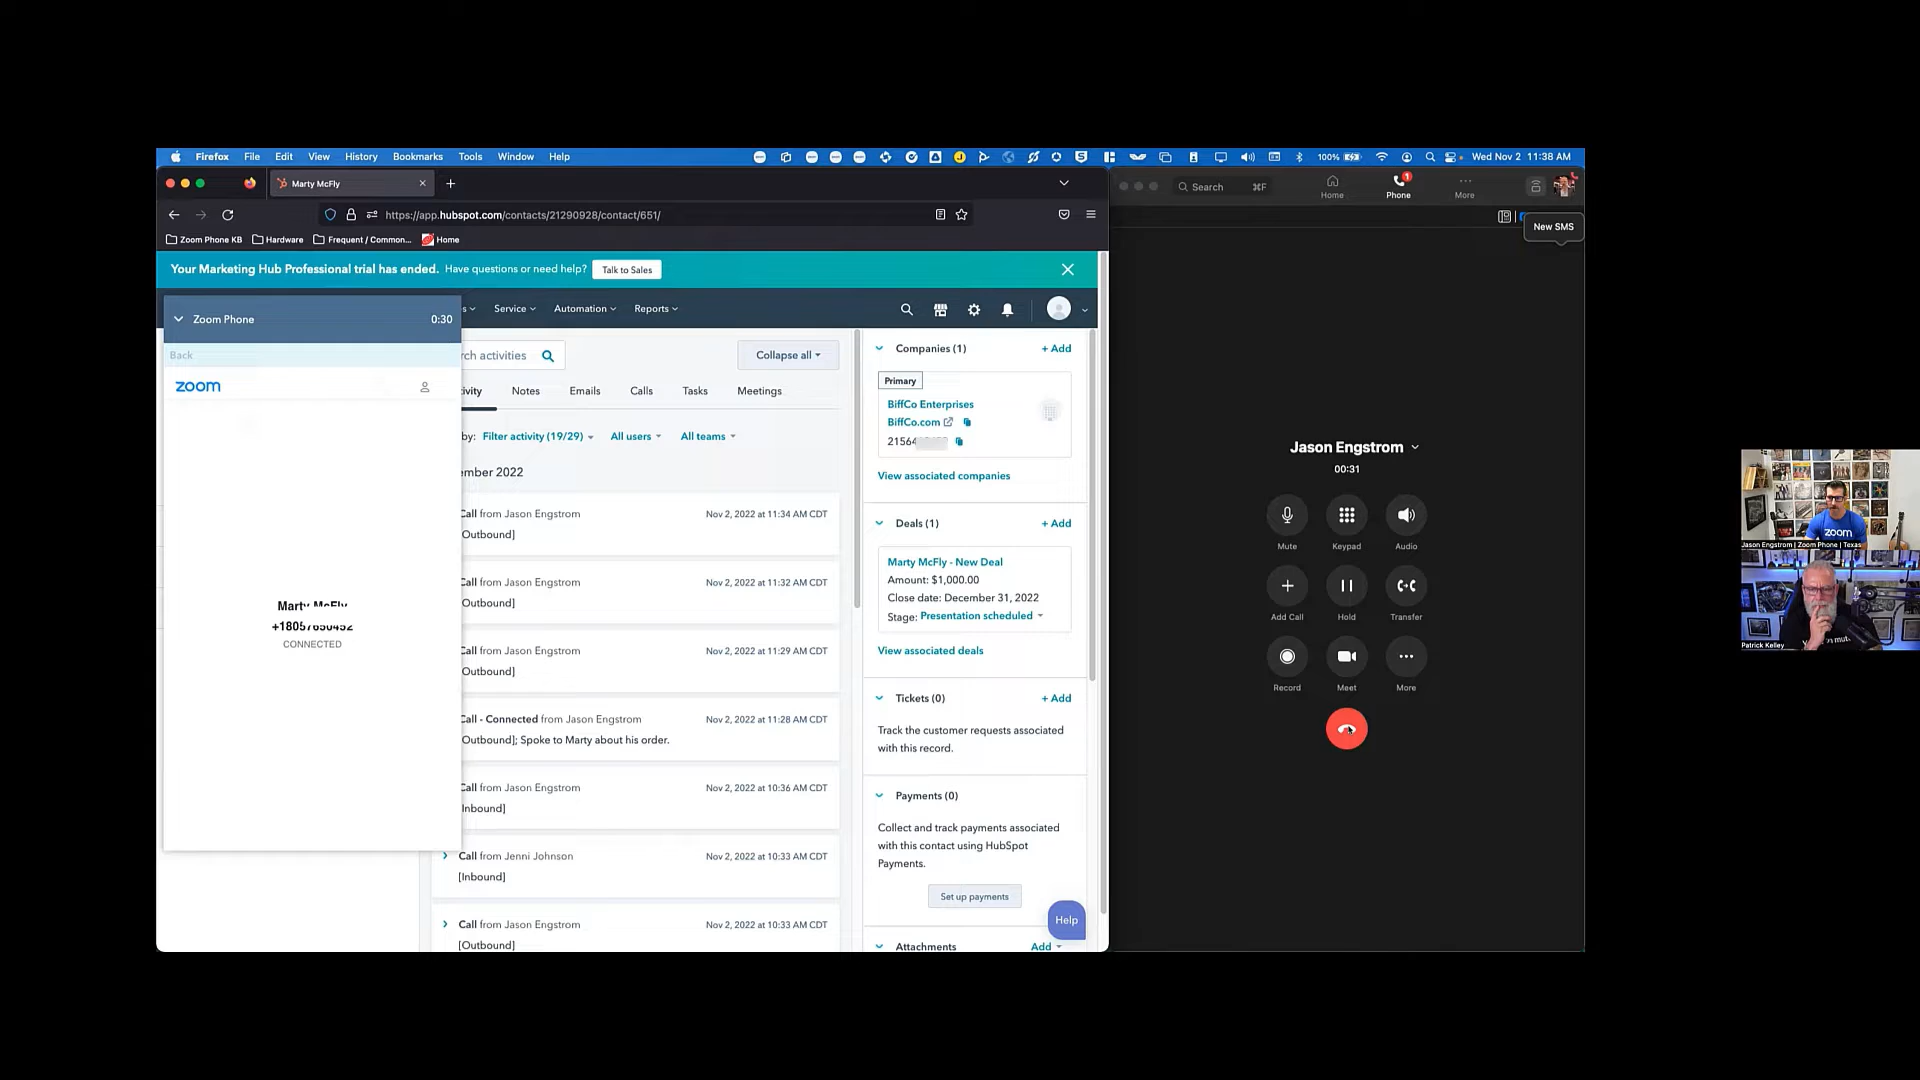 Firefox File Edit View History Bookmarks Tools Window Help
100%
Wed Nov 2 11:38 AM
Marty McFly
https://app.hubspot.com/contacts/21290928/contact/651/
Zoom Phone KB Hardware Frequent / Common... Home
Your Marketing Hub Professional trial has ended. Have questions or need help? Talk to Sales
Zoom Phone 0:30
Back
zoom
Marty McFly
CONNECTED
s Service Automation Reports
rch activities
Collapse all
ivity Notes Emails Calls Tasks Meetings
by: Filter activity (19/29) All users All teams
ember 2022
Call from Jason Engstrom Nov 2, 2022 at 11:34 AM CDT
[Outbound]
Call from Jason Engstrom Nov 2, 2022 at 11:32 AM CDT
[Outbound]
Call from Jason Engstrom Nov 2, 2022 at 11:29 AM CDT
[Outbound]
Call - Connected from Jason Engstrom Nov 2, 2022 at 11:28 AM CDT
[Outbound]; Spoke to Marty about his order.
Call from Jason Engstrom Nov 2, 2022 at 10:36 AM CDT
[Inbound]
Call from Jenni Johnson Nov 2, 2022 at 10:33 AM CDT
[Inbound]
Call from Jason Engstrom Nov 2, 2022 at 10:33 AM CDT
[Outbound]
Companies (1) + Add
Primary
BiffCo Enterprises
BiffCo.com
2156
View associated companies
Deals (1) + Add
Marty McFly - New Deal
Amount: $1,000.00
Close date: December 31, 2022
Stage: Presentation scheduled
View associated deals
Tickets (0) + Add
Track the customer requests associated
with this record.
Payments (0)
Collect and track payments associated
with this contact using HubSpot
Payments.
Set up payments
Help
Attachments Add
Search ⌘F
Home Phone 1 More
New SMS
Jason Engstrom
00:31
Mute Keypad Audio
Add Call Hold Transfer
Record Meet More
zoom
Jason Engstrom | Zoom Phone | Texas
Patrick Kelley